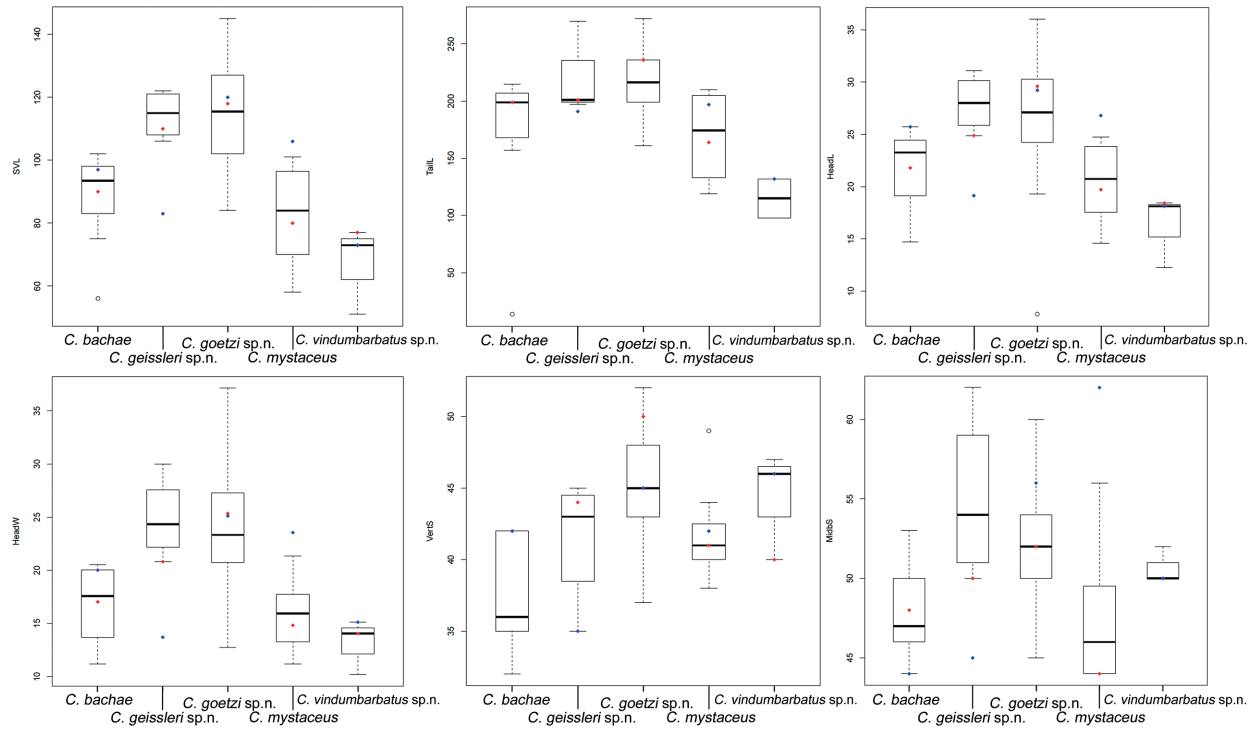 SVL
140
120
100
80
60
C. bachae
C. geissleri sp.n.
C. goetzi sp.n.
C. mystaceus
C. vindumbarbatus sp.n.
TailL
250
200
150
100
50
C. bachae
C. geissleri sp.n.
C. goetzi sp.n.
C. mystaceus
C. vindumbarbatus sp.n.
HeadL
35
30
25
20
15
10
C. bachae
C. geissleri sp.n.
C. goetzi sp.n.
C. mystaceus
C. vindumbarbatus sp.n.
HeadW
35
30
25
20
15
10
C. bachae
C. geissleri sp.n.
C. goetzi sp.n.
C. mystaceus
C. vindumbarbatus sp.n.
VertS
50
45
40
35
C. bachae
C. geissleri sp.n.
C. goetzi sp.n.
C. mystaceus
C. vindumbarbatus sp.n.
MidbS
60
55
50
45
C. bachae
C. geissleri sp.n.
C. goetzi sp.n.
C. mystaceus
C. vindumbarbatus sp.n.